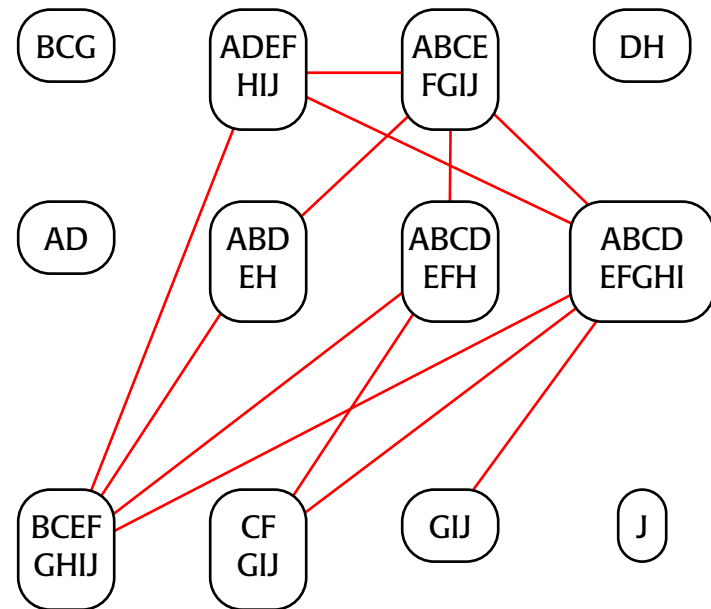 BCG
ADEF
HIJ
ABCE
FGIJ
DH
AD
ABD
EH
ABCD
EFH
ABCD
EFGHI
BCEF
GHIJ
CF
GIJ
GIJ
J